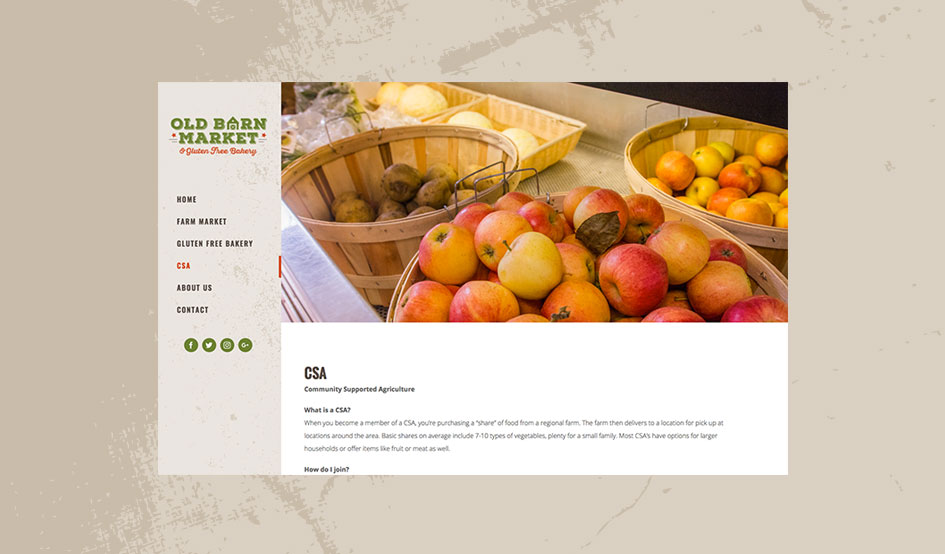 OLD BARN
MARKET
& Gluten Free Bakery
HOME
FARM MARKET
GLUTEN FREE BAKERY
CSA
ABOUT US
CONTACT
CSA
Community Supported Agriculture
What is a CSA?
When you become a member of a CSA, you're purchasing a "share" of food from a regional farm. The farm then delivers to a location for pick up at
locations around the area. Basic shares on average include 7-10 types of vegetables, plenty for a small family. Most CSA's have options for larger
households or offer items like fruit or meat as well.
How do I join?